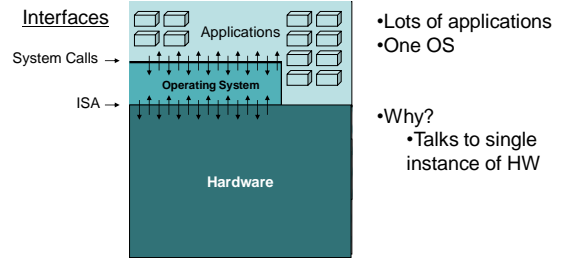 Interfaces
Applications
System Calls
Operating System
ISA
Hardware
•Lots of applications
•One OS
•Why?
•Talks to single
instance of HW